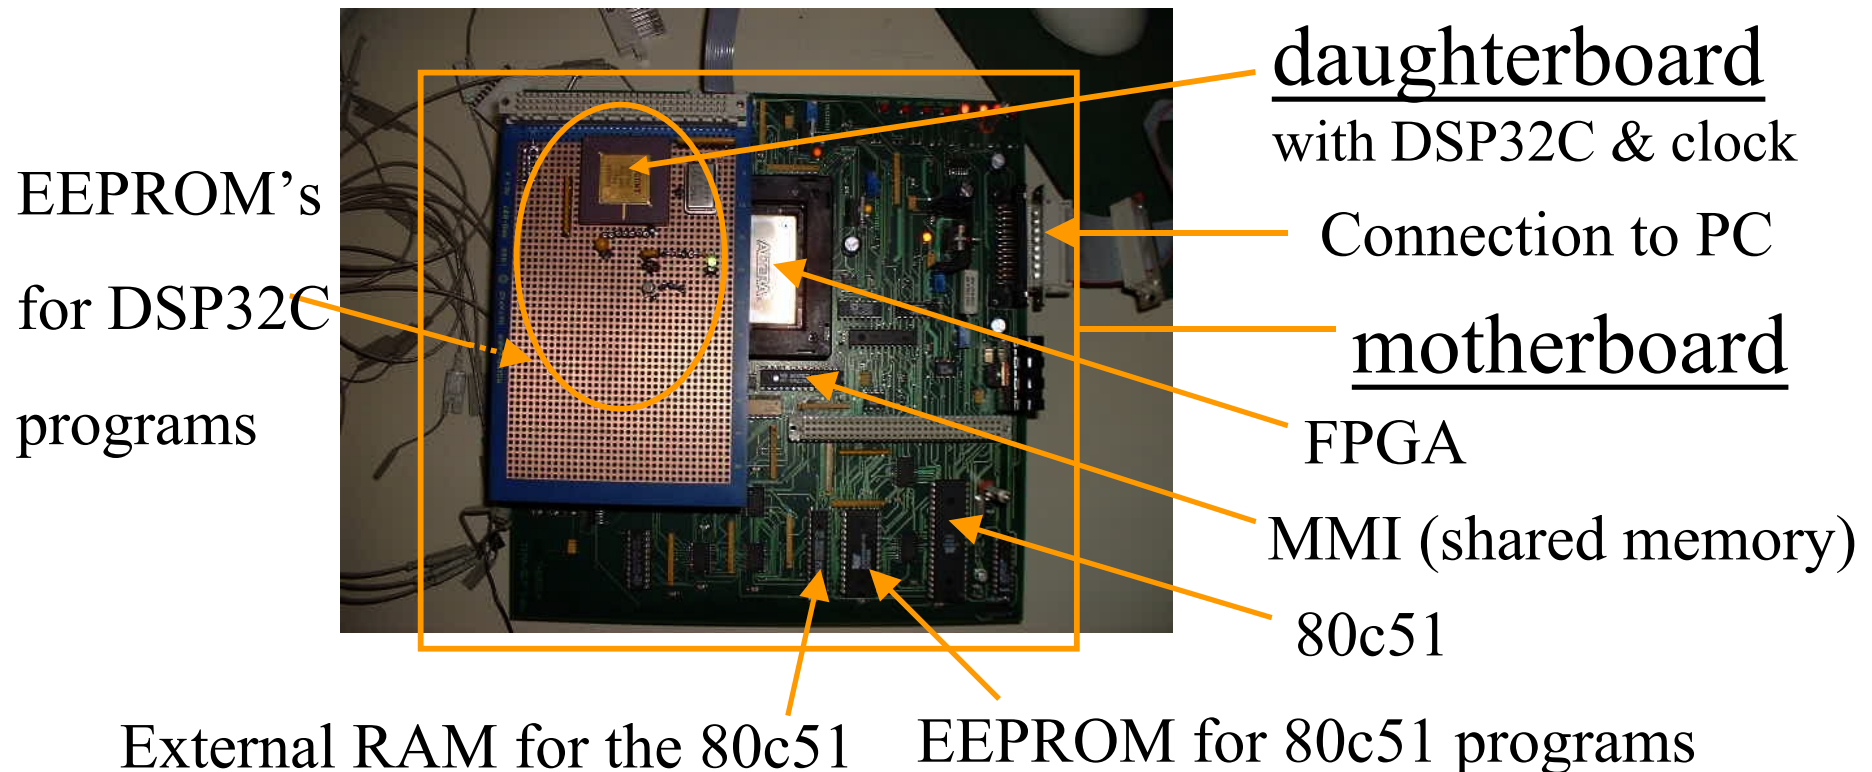 daughterboard
with DSP32C & clock
EEPROM’s
for DSP32C
programs
Connection to PC
motherboard
FPGA
MMI (shared memory)
80c51
External RAM for the 80c51
EEPROM for 80c51 programs
ALTERA